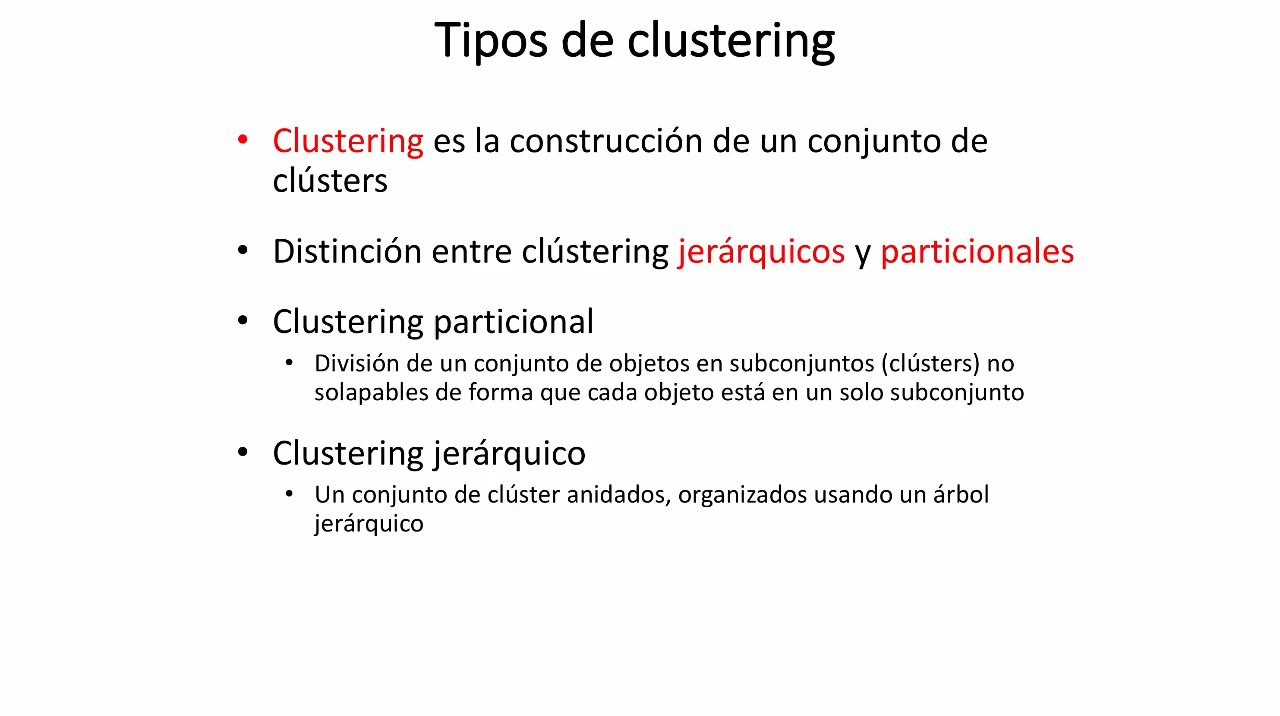 Tipos de clustering
• Clustering es la construcción de un conjunto de
clústers
• Distinción entre clústering jerárquicos y particionales
• Clustering particional
• División de un conjunto de objetos en subconjuntos (clústers) no
solapables de forma que cada objeto está en un solo subconjunto
• Clustering jerárquico
• Un conjunto de clúster anidados, organizados usando un árbol
jerárquico